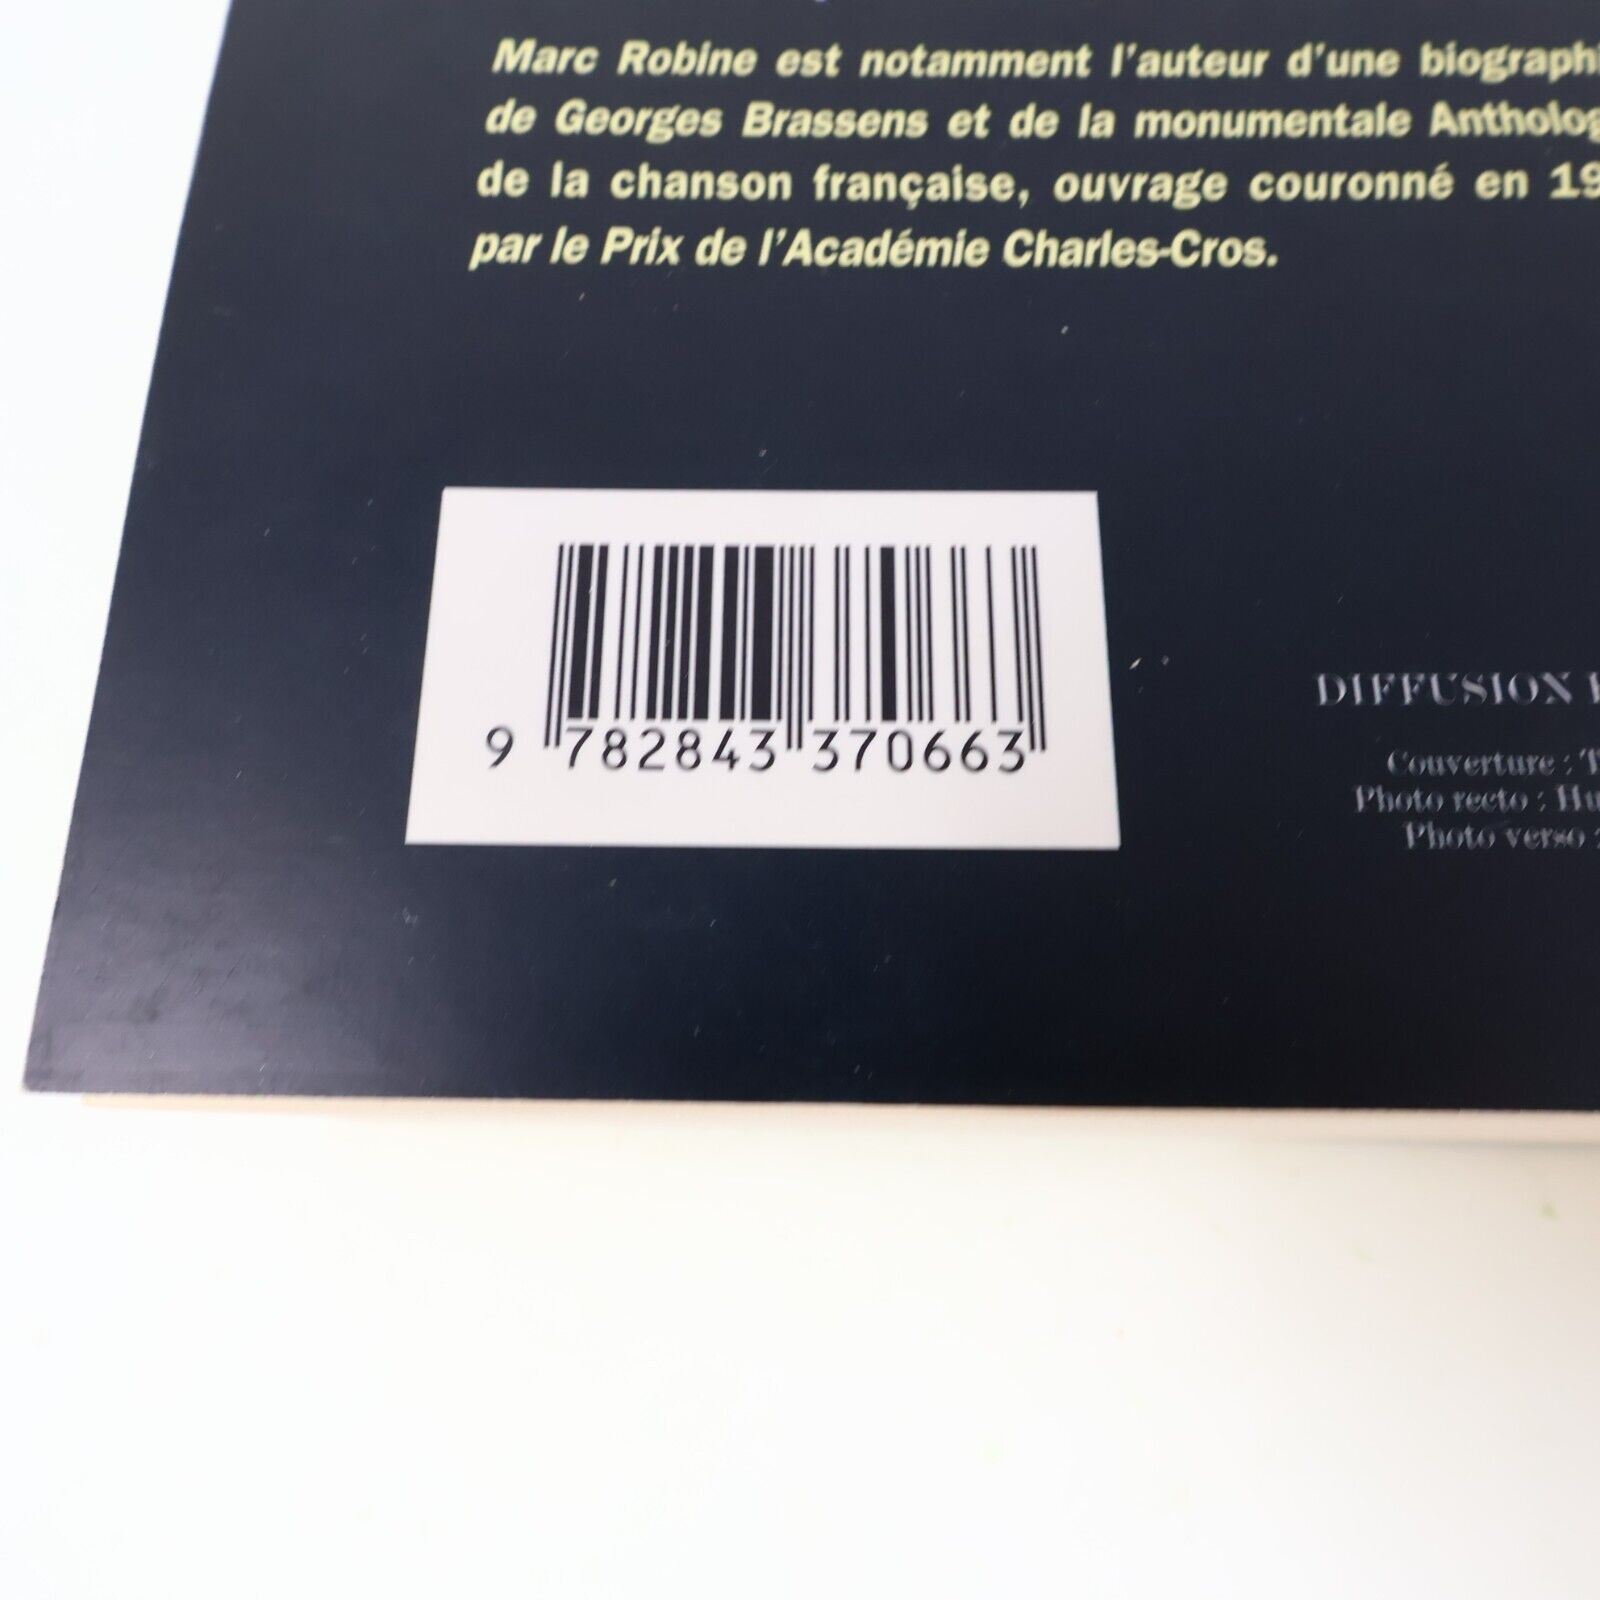 Marc Robine est notamment l'auteur d'une biographi
de Georges Brassens et de la monumentale Antholog
de la chanson française, ouvrage couronné en 19
par le Prix de l'Académie Charles-Cros.
9 782843 370663
DIFFUSION
Couverture : T
Photo recto : Hu
Photo verso :